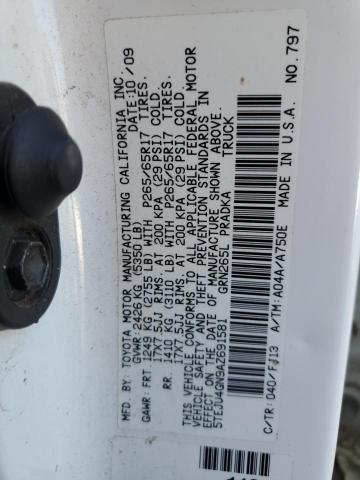 MFD. BY: TOYOTA MOTOR MANUFACTURING CALIFORNIA INC.
GVWR: 2426 KG (5350 LB) DATE: 10/09
GAWR: FRT. 1249 KG (2755 LB) WITH P265/65R17 TIRES.
17X7.5JJ RIMS. AT 200 KPA (29 PSI) COLD.
RR. 1410 KG (3110 LB) WITH P265/65R17 TIRES.
17X7.5JJ RIMS. AT 200 KPA (29 PSI) COLD.
THIS VEHICLE CONFORMS TO ALL APPLICABLE FEDERAL MOTOR
VEHICLE SAFETY AND THEFT PREVENTION STANDARDS IN
EFFECT ON THE DATE OF MANUFACTURE SHOWN ABOVE.
5TEJU4GN9AZ691581 TRUCK
GRN265L PRADKA
C/TR: 040/FJ13 A/TM: A04A/A750E
MADE IN U.S.A. NO. 797